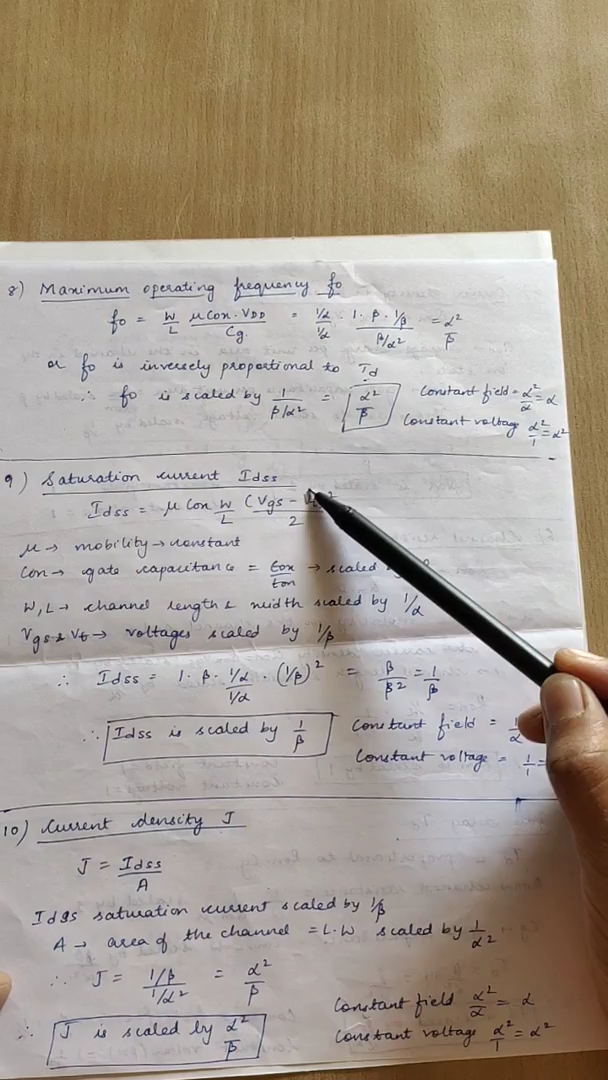 8) Maximum operating frequency fo
fo = W/L μCox.VDD/Cg. = 1/α/1/α . 1.β.1/β / β/α² = α²/β
or fo is inversely proportional to Td
∴ fo is scaled by 1/β/α² = α²/β
Constant field = α²/α = α
Constant voltage α²/1 = α²
9) Saturation current Idss
Idss = μ Cox W/L (Vgs - ²/2
μ → mobility → constant
Cox → gate capacitance = Eox/tox → scaled
W, L → channel length & width scaled by 1/α
Vgs & Vt → voltages scaled by 1/β
∴ Idss = 1.β.1/α/1/α . (1/β)² = β/β² = 1/β
∴ Idss is scaled by 1/β
Constant field = 1/α
Constant voltage = 1/1 =
10) Current density J
J = Idss/A
Idss saturation current scaled by 1/β
A → area of the channel = L.W scaled by 1/α²
∴ J = 1/β/1/α² = α²/β
∴ J is scaled by α²/β
Constant field α²/α = α
Constant voltage α²/1 = α²